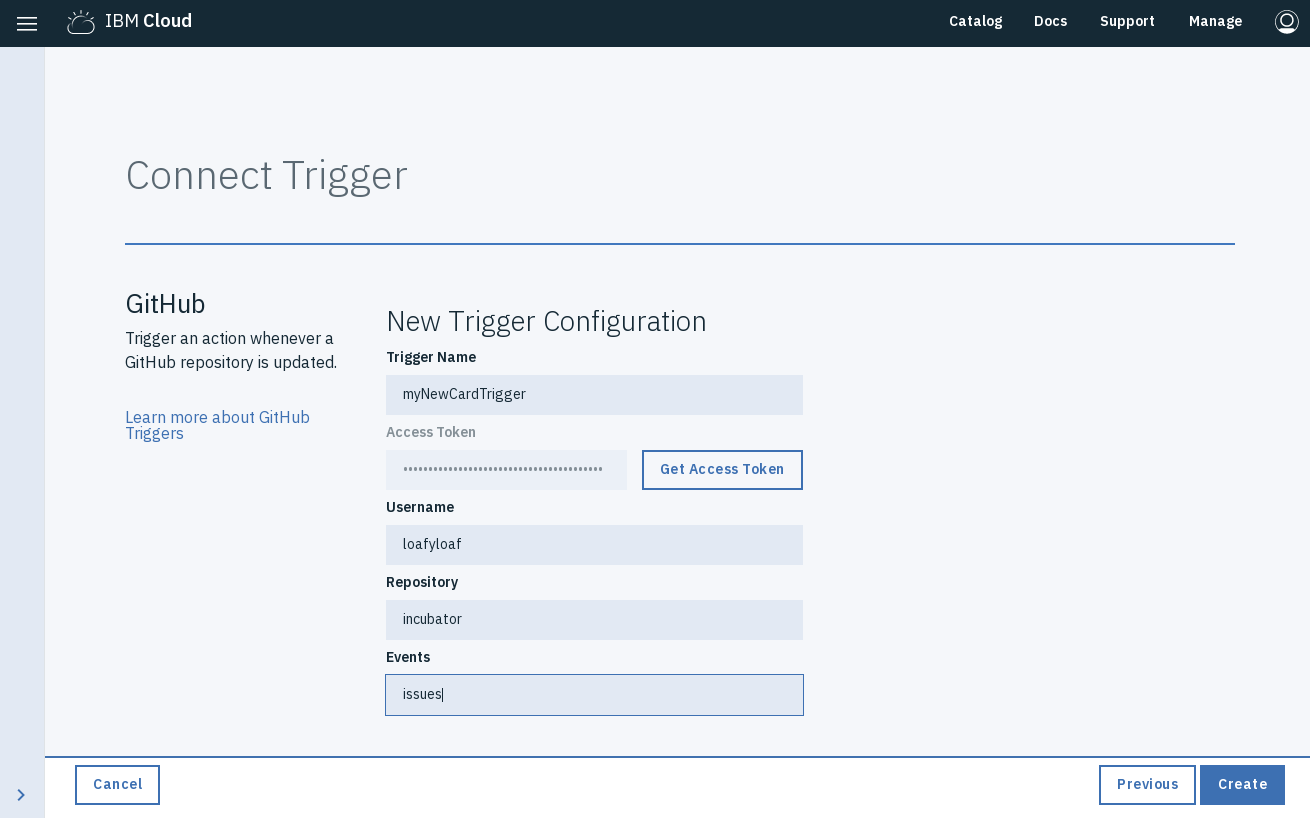 IBM Cloud
Catalog Docs Support Manage
Connect Trigger
GitHub
Trigger an action whenever a
GitHub repository is updated.
Learn more about GitHub
Triggers
New Trigger Configuration
Trigger Name
myNewCardTrigger
Access Token
••••••••••••••••••••••••••••••••••••••••
Get Access Token
Username
loafyloaf
Repository
incubator
Events
issues
Cancel
Previous
Create